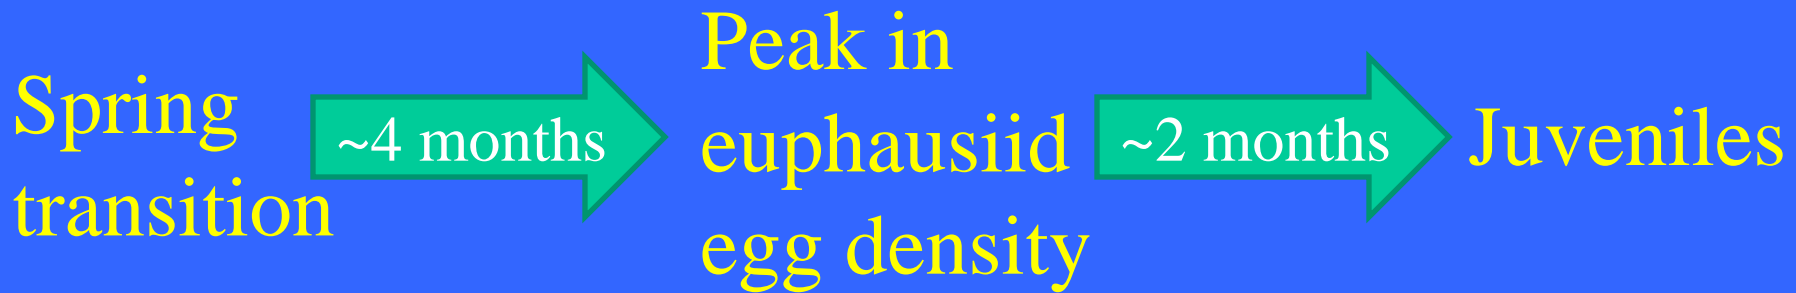 Spring
transition
~4 months
Peak in
euphausiid
egg density
~2 months
Juveniles